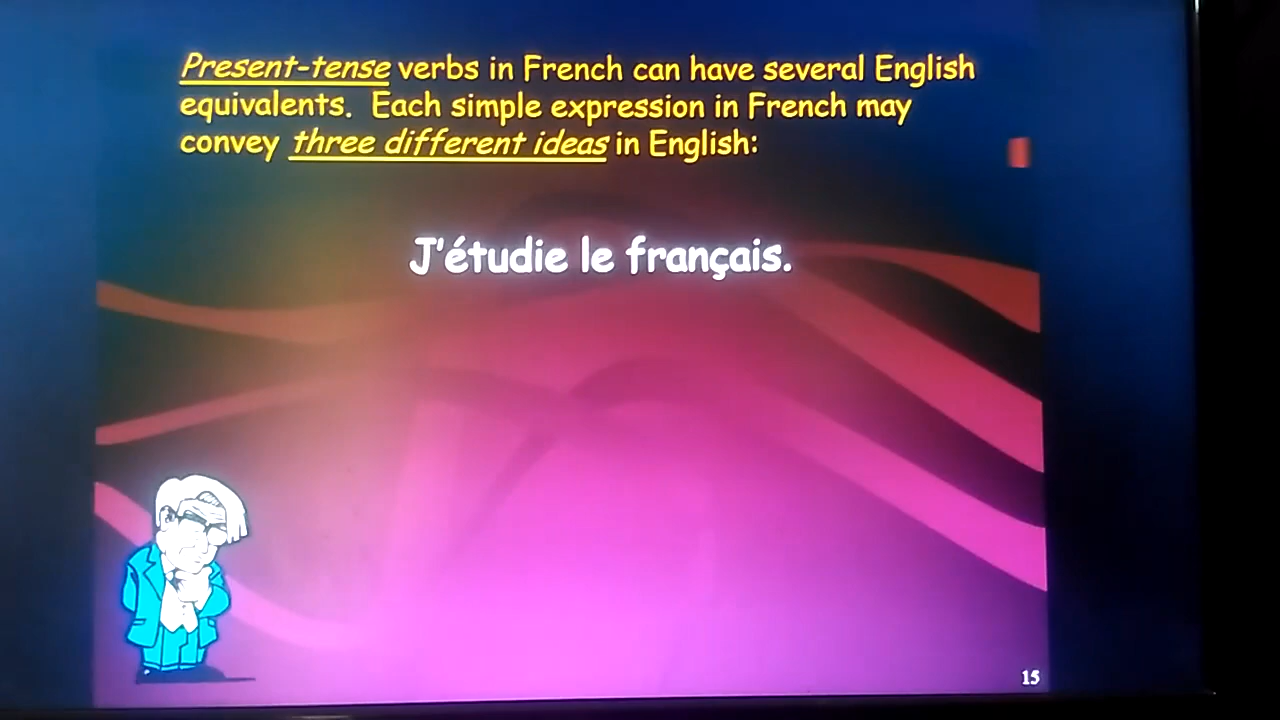 Present-tense verbs in French can have several English
equivalents. Each simple expression in French may
convey three different ideas in English:
J'étudie le français.
15